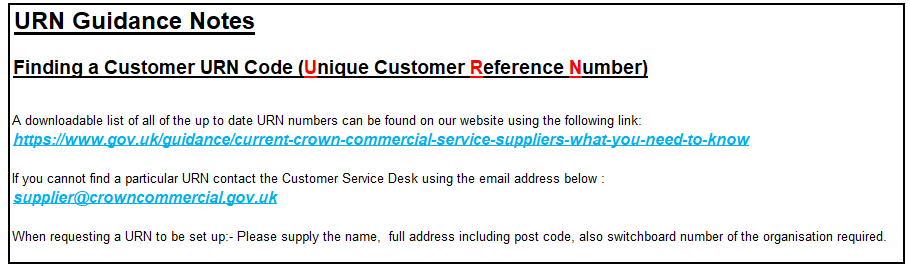 URN Guidance Notes
Finding a Customer URN Code (Unique Customer Reference Number)
A downloadable list of all of the up to date URN numbers can be found on our website using the following link:
https://www.gov.uk/guidance/current-crown-commercial-service-suppliers-what-you-need-to-know
If you cannot find a particular URN contact the Customer Service Desk using the email address below :
supplier@crowncommercial.gov.uk
When requesting a URN to be set up:- Please supply the name,  full address including post code, also switchboard number of the organisation required.